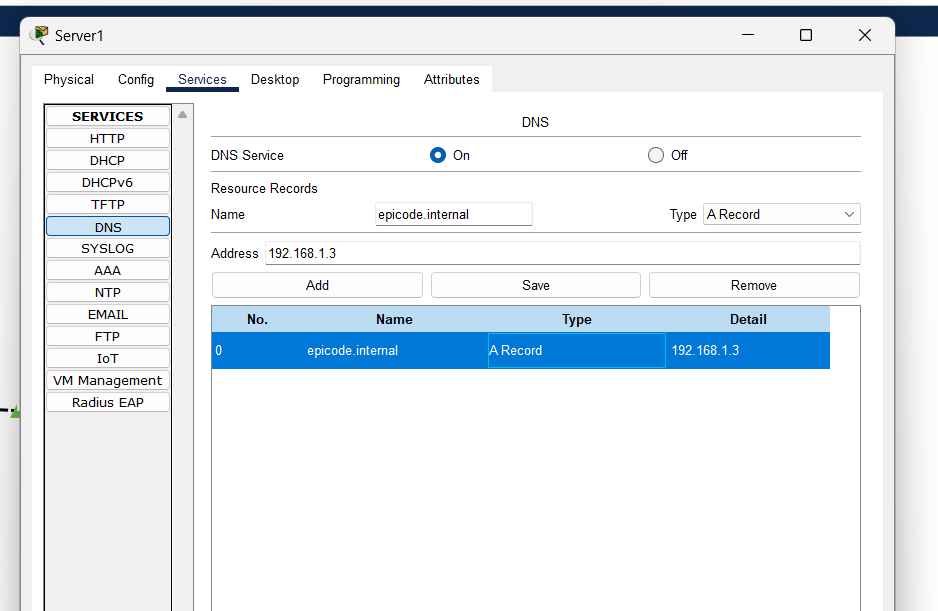 Server1
Physical Config Services Desktop Programming Attributes
SERVICES
HTTP
DHCP
DHCPv6
TFTP
DNS
SYSLOG
AAA
NTP
EMAIL
FTP
IoT
VM Management
Radius EAP
DNS
DNS Service On Off
Resource Records
Name epicode.internal Type A Record
Address 192.168.1.3
Add Save Remove
No. Name Type Detail
0 epicode.internal A Record 192.168.1.3